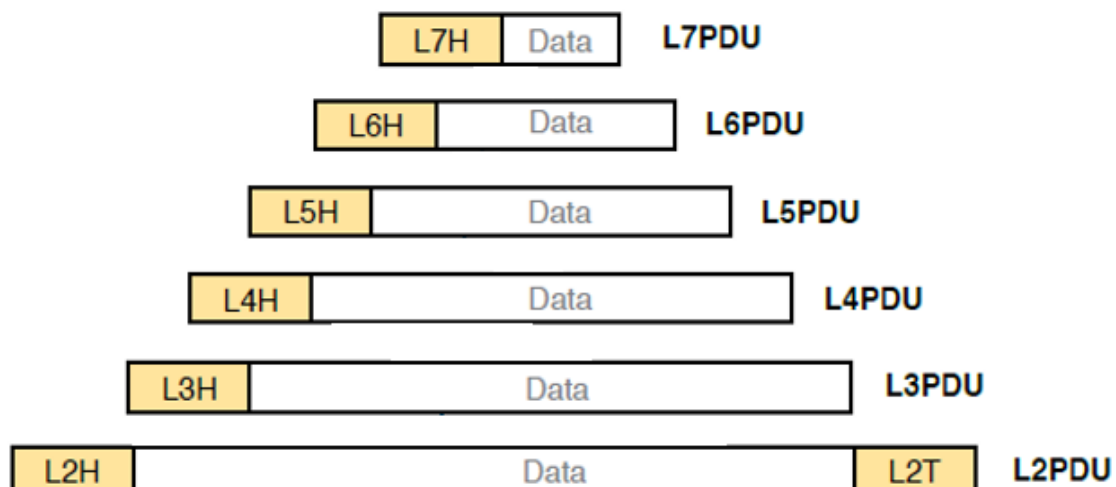 L7H Data L7PDU
L6H Data L6PDU
L5H Data L5PDU
L4H Data L4PDU
L3H Data L3PDU
L2H Data L2T L2PDU